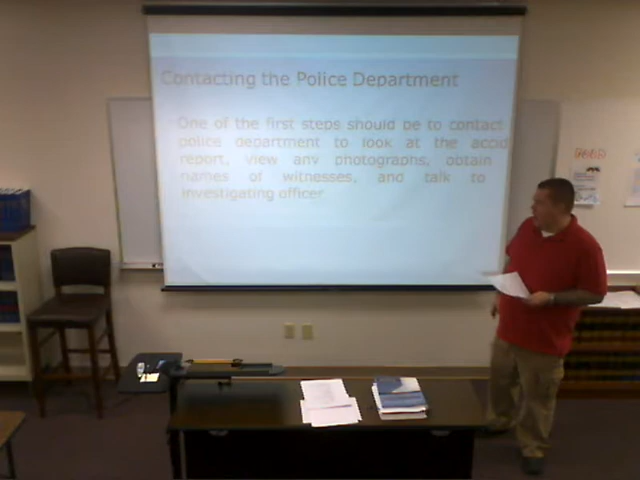 Contacting the Police Department
One of the first steps should be to contact
police department to look at the accid
report, view any photographs, obtain
names of witnesses, and talk to
investigating officer